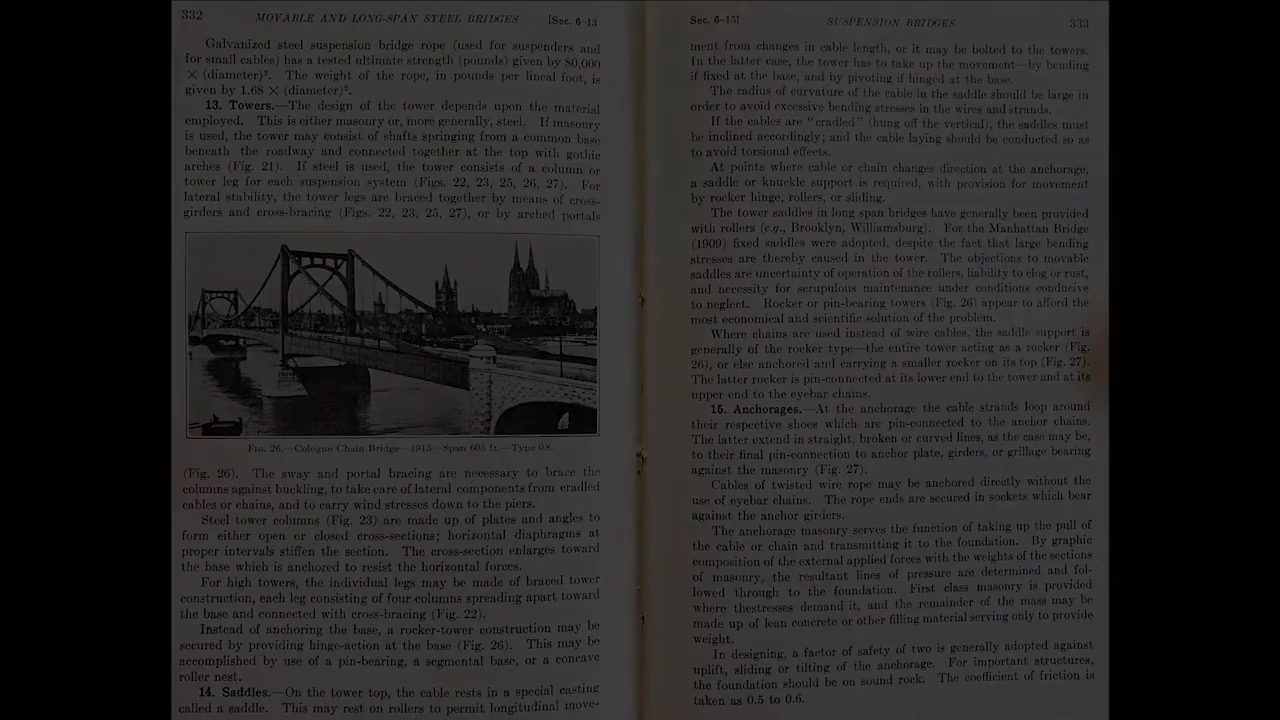 332 MOVABLE AND LONG-SPAN STEEL BRIDGES [Sec. 6-13
Galvanized steel suspension bridge rope (used for suspenders and
for small cables) has a tested ultimate strength (pounds) given by 80,000
× (diameter)². The weight of the rope, in pounds per lineal foot, is
given by 1.68 × (diameter)².
13. Towers.—The design of the tower depends upon the material
employed. This is either masonry or, more generally, steel. If masonry
is used, the tower may consist of shafts springing from a common base
beneath the roadway and connected together at the top with gothic
arches (Fig. 21). If steel is used, the tower consists of a column or
tower leg for each suspension system (Figs. 22, 23, 25, 26, 27). For
lateral stability, the tower legs are braced together by means of cross-
girders and cross-bracing (Figs. 22, 23, 25, 27), or by arched portals
Fig. 26.—Cologne Chain Bridge—1915—Span 605 ft.—Type 0S.
(Fig. 26). The sway and portal bracing are necessary to brace the
columns against buckling, to take care of lateral components from cradled
cables or chains, and to carry wind stresses down to the piers.
Steel tower columns (Fig. 23) are made up of plates and angles to
form either open or closed cross-sections; horizontal diaphragms at
proper intervals stiffen the section. The cross-section enlarges toward
the base which is anchored to resist the horizontal forces.
For high towers, the individual legs may be made of braced tower
construction, each leg consisting of four columns spreading apart toward
the base and connected with cross-bracing (Fig. 22).
Instead of anchoring the base, a rocker-tower construction may be
secured by providing hinge-action at the base (Fig. 26). This may be
accomplished by use of a pin-bearing, a segmental base, or a concave
roller nest.
14. Saddles.—On the tower top, the cable rests in a special casting
called a saddle. This may rest on rollers to permit longitudinal move-
Sec. 6-15] SUSPENSION BRIDGES 333
ment from changes in cable length, or it may be bolted to the towers.
In the latter case, the tower has to take up the movement—by bending
if fixed at the base, and by pivoting if hinged at the base.
The radius of curvature of the cable in the saddle should be large in
order to avoid excessive bending stresses in the wires and strands.
If the cables are "cradled" (hung off the vertical), the saddles must
be inclined accordingly; and the cable laying should be conducted so as
to avoid torsional effects.
At points where cable or chain changes direction at the anchorage,
a saddle or knuckle support is required, with provision for movement
by rocker hinge, rollers, or sliding.
The tower saddles in long span bridges have generally been provided
with rollers (e.g., Brooklyn, Williamsburg). For the Manhattan Bridge
(1909) fixed saddles were adopted, despite the fact that large bending
stresses are thereby caused in the tower. The objections to movable
saddles are uncertainty of operation of the rollers, liability to clog or rust,
and necessity for scrupulous maintenance under conditions conducive
to neglect. Rocker or pin-bearing towers (Fig. 26) appear to afford the
most economical and scientific solution of the problem.
Where chains are used instead of wire cables, the saddle support is
generally of the rocker type—the entire tower acting as a rocker (Fig.
26), or else anchored and carrying a smaller rocker on its top (Fig. 27).
The latter rocker is pin-connected at its lower end to the tower and at its
upper end to the eyebar chains.
15. Anchorages.—At the anchorage the cable strands loop around
their respective shoes which are pin-connected to the anchor chains.
The latter extend in straight, broken or curved lines, as the case may be,
to their final pin-connection to anchor plate, girders, or grillage bearing
against the masonry (Fig. 27).
Cables of twisted wire rope may be anchored directly without the
use of eyebar chains. The rope ends are secured in sockets which bear
against the anchor girders.
The anchorage masonry serves the function of taking up the pull of
the cable or chain and transmitting it to the foundation. By graphic
composition of the external applied forces with the weights of the sections
of masonry, the resultant lines of pressure are determined and fol-
lowed through to the foundation. First class masonry is provided
where thestresses demand it, and the remainder of the mass may be
made up of lean concrete or other filling material serving only to provide
weight.
In designing, a factor of safety of two is generally adopted against
uplift, sliding or tilting of the anchorage. For important structures,
the foundation should be on sound rock. The coefficient of friction is
taken as 0.5 to 0.6.